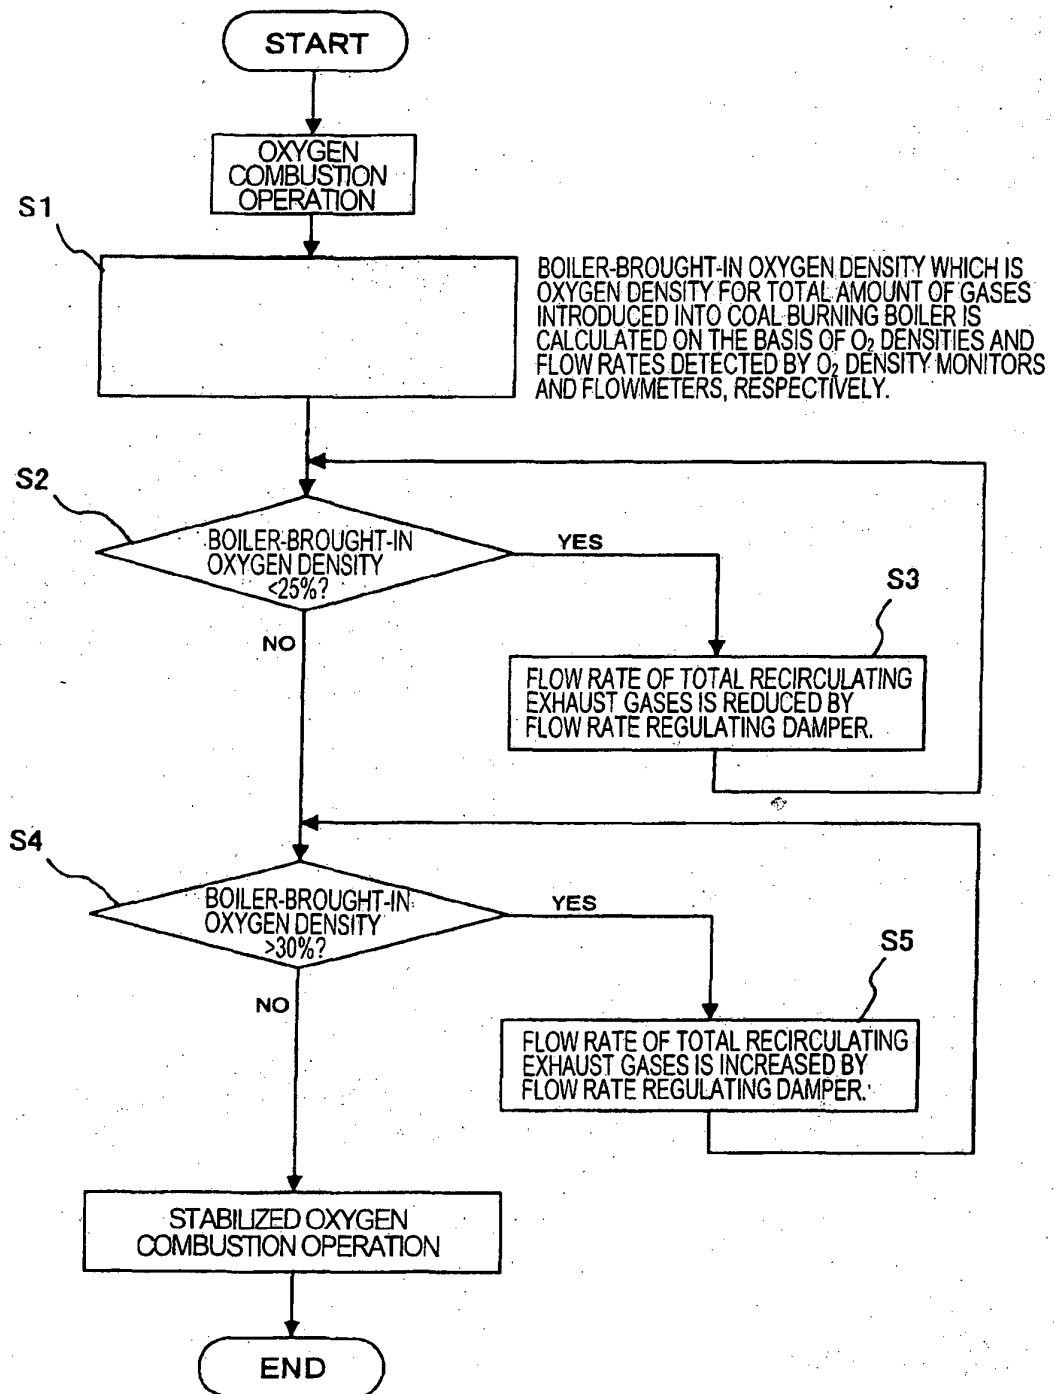 START
OXYGEN
COMBUSTION
OPERATION
S1
BOILER-BROUGHT-IN OXYGEN DENSITY WHICH IS
OXYGEN DENSITY FOR TOTAL AMOUNT OF GASES
INTRODUCED INTO COAL BURNING BOILER IS
CALCULATED ON THE BASIS OF O₂ DENSITIES AND
FLOW RATES DETECTED BY O₂ DENSITY MONITORS
AND FLOWMETERS, RESPECTIVELY.
S2
BOILER-BROUGHT-IN
OXYGEN DENSITY
<25%?
YES
NO
S3
FLOW RATE OF TOTAL RECIRCULATING
EXHAUST GASES IS REDUCED BY
FLOW RATE REGULATING DAMPER.
S4
BOILER-BROUGHT-IN
OXYGEN DENSITY
>30%?
YES
NO
S5
FLOW RATE OF TOTAL RECIRCULATING
EXHAUST GASES IS INCREASED BY
FLOW RATE REGULATING DAMPER.
STABILIZED OXYGEN
COMBUSTION OPERATION
END